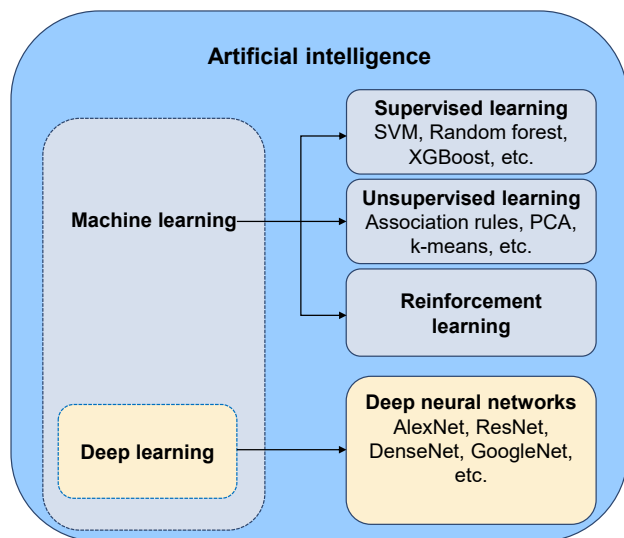 Artificial intelligence
Supervised learning
SVM, Random forest,
XGBoost, etc.
Machine learning
Unsupervised learning
Association rules, PCA,
k-means, etc.
Reinforcement
learning
Deep learning
Deep neural networks
AlexNet, ResNet,
DenseNet, GoogleNet,
etc.